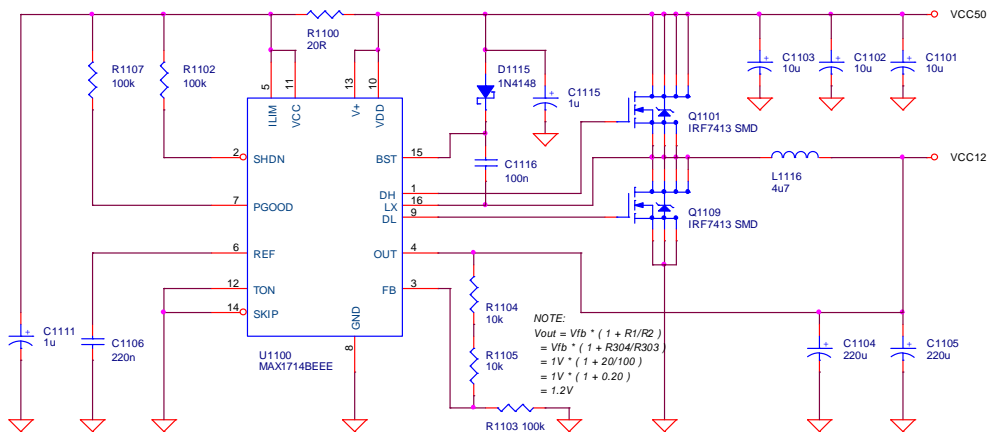 R1100
20R
VCC50
R1107
100k
R1102
100k
D1115
1N4148
C1115
1u
C1103
10u
C1102
10u
C1101
10u
5
11
13
10
ILIM
VCC
V+
VDD
Q1101
IRF7413 SMD
2
SHDN
BST
15
C1116
100n
VCC12
L1116
4u7
7
PGOOD
DH
1
LX
16
DL
9
Q1109
IRF7413 SMD
6
REF
OUT
4
12
TON
FB
3
14
SKIP
GND
8
R1104
10k
R1105
10k
R1103 100k
NOTE:
Vout = Vfb * ( 1 + R1/R2 )
= Vfb * ( 1 + R304/R303 )
= 1V * ( 1 + 20/100 )
= 1V * ( 1 + 0.20 )
= 1.2V
C1111
1u
C1106
220n
U1100
MAX1714BEEE
C1104
220u
C1105
220u